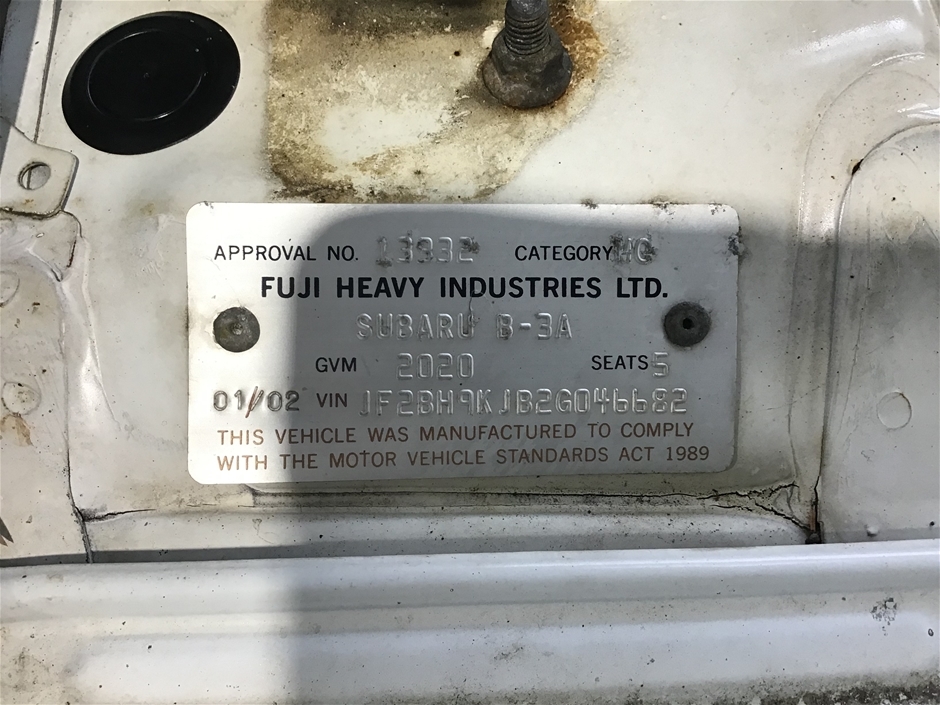 APPROVAL NO. 13932 CATEGORY MC
FUJI HEAVY INDUSTRIES LTD.
SUBARU B-3A
GVM 2020 SEATS 5
01/02 VIN JF2BH9KJB2G046682
THIS VEHICLE WAS MANUFACTURED TO COMPLY
WITH THE MOTOR VEHICLE STANDARDS ACT 1989